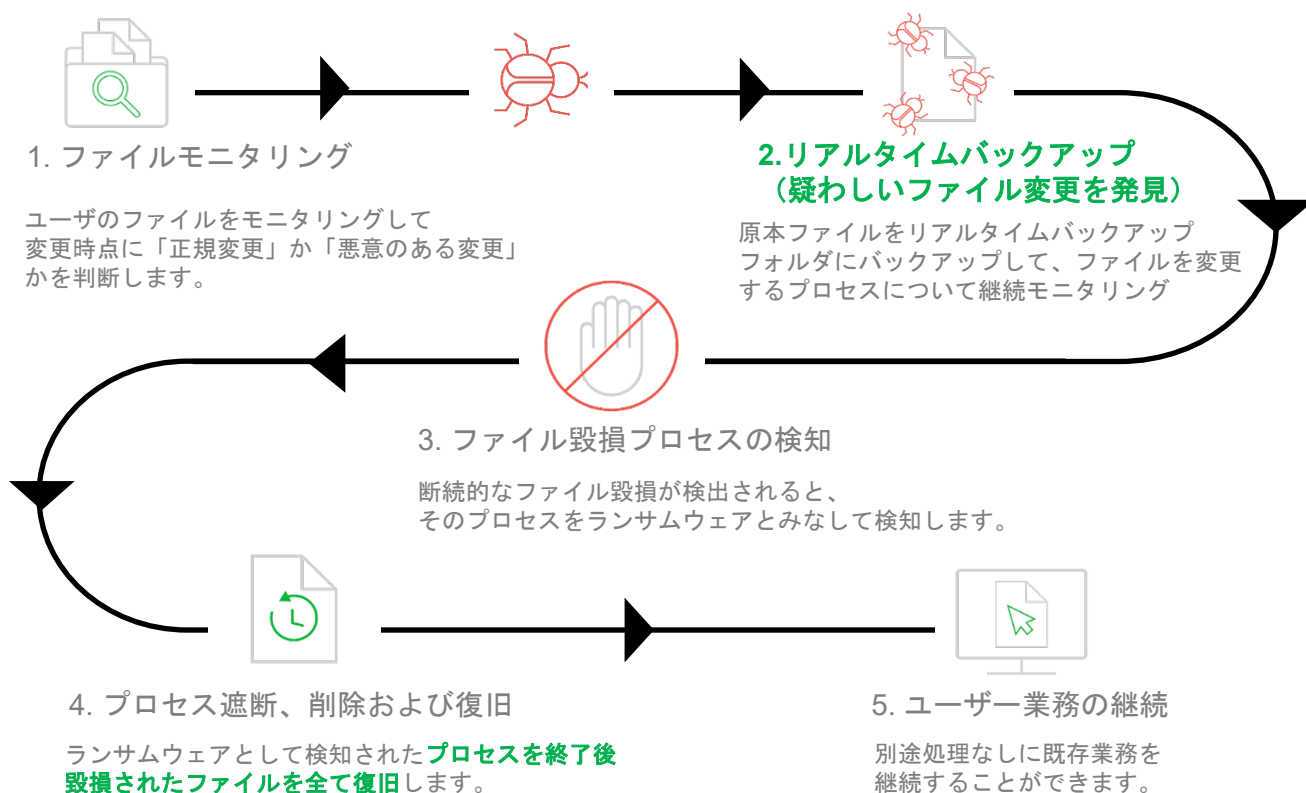 1. ファイルモニタリング
ユーザのファイルをモニタリングして
変更時点に「正規変更」か「悪意のある変更」
かを判断します。
2.リアルタイムバックアップ
（疑わしいファイル変更を発見）
原本ファイルをリアルタイムバックアップ
フォルダにバックアップして、ファイルを変更
するプロセスについて継続モニタリング
3. ファイル毀損プロセスの検知
断続的なファイル毀損が検出されると、
そのプロセスをランサムウェアとみなして検知します。
4. プロセス遮断、削除および復旧
ランサムウェアとして検知されたプロセスを終了後
毀損されたファイルを全て復旧します。
5. ユーザー業務の継続
別途処理なしに既存業務を
継続することができます。